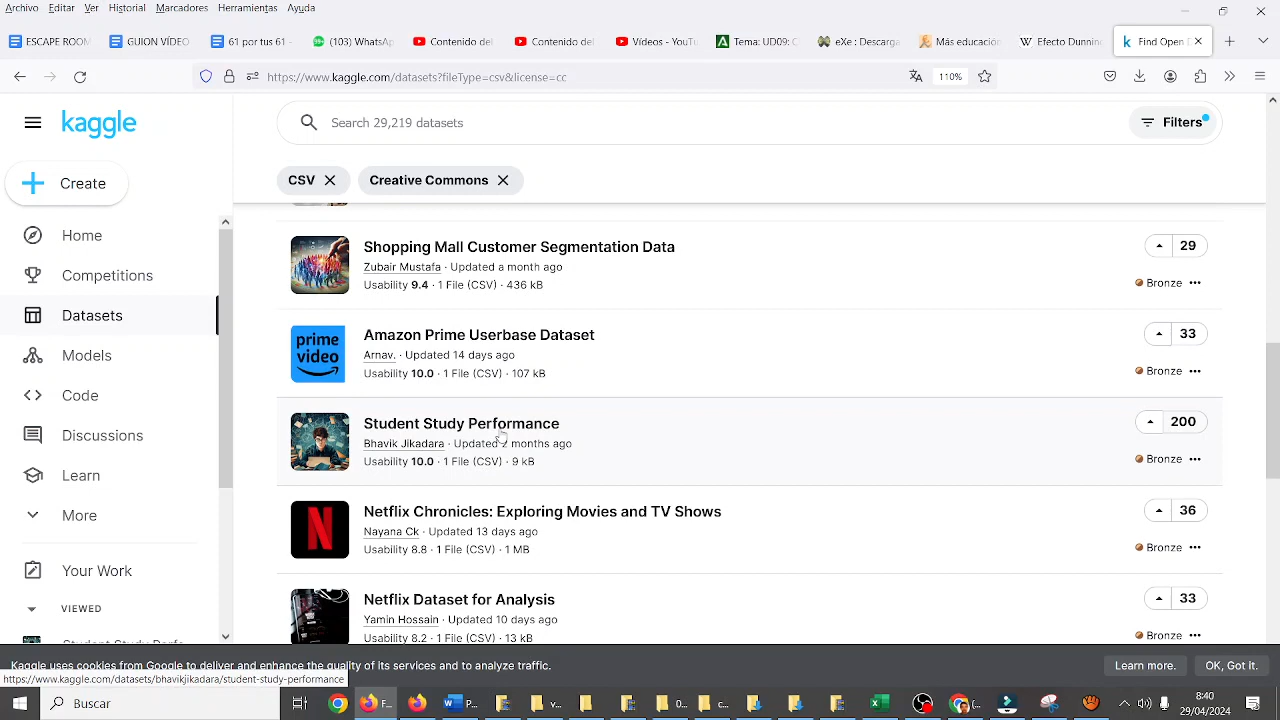 Archivo Editar Ver Historial Marcadores Herramientas Ayuda
ESCAPE ROOM GUION VÍDEO 61 por tus 61 - (103) WhatsAp Contenido del Contenido del Vídeos - YouTu Tema: UD09: C eXe : Descarga Más educación Efecto Dunning Find Open D
https://www.kaggle.com/datasets?fileType=csv&license=cc 110%
kaggle
Search 29,219 datasets
Filters
CSV Creative Commons
Create
Home
Competitions
Datasets
Models
Code
Discussions
Learn
More
Your Work
VIEWED
Student Study Perfo
Shopping Mall Customer Segmentation Data
29
Zubair Mustafa · Updated a month ago
Usability 9.4 · 1 File (CSV) · 436 kB
Bronze
Amazon Prime Userbase Dataset
33
prime video
Arnav. · Updated 14 days ago
Usability 10.0 · 1 File (CSV) · 107 kB
Bronze
Student Study Performance
200
Bhavik Jikadara · Updated 2 months ago
Usability 10.0 · 1 File (CSV) · 9 kB
Bronze
Netflix Chronicles: Exploring Movies and TV Shows
36
Nayana Ck · Updated 13 days ago
Usability 8.8 · 1 File (CSV) · 1 MB
Bronze
Netflix Dataset for Analysis
33
Yamin Hossain · Updated 10 days ago
Usability 8.2 · 1 File (CSV) · 13 kB
Bronze
Kaggle uses cookies from Google to deliver and enhance the quality of its services and to analyze traffic.
Learn more. OK, Got it.
https://www.kaggle.com/datasets/bhavikjikadara/student-study-performance
Buscar
8:40
29/04/2024